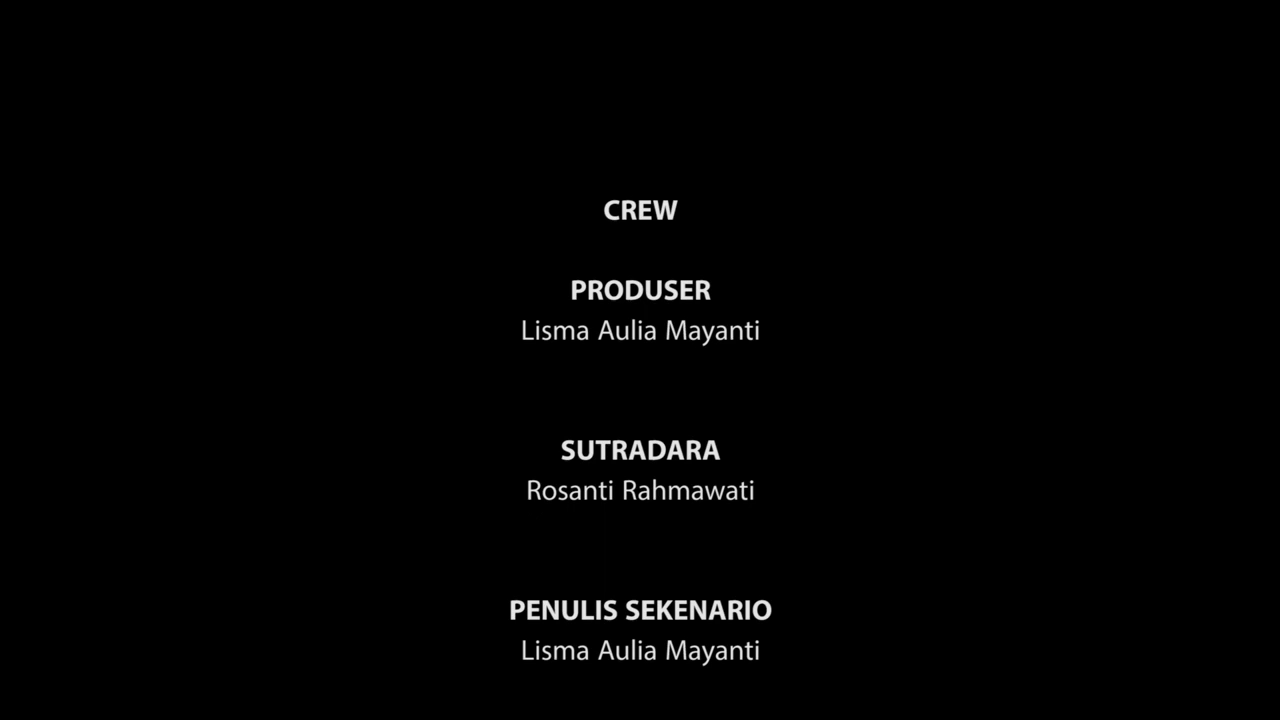 CREW
PRODUSER
Lisma Aulia Mayanti
SUTRADARA
Rosanti Rahmawati
PENULIS SEKENARIO
Lisma Aulia Mayanti